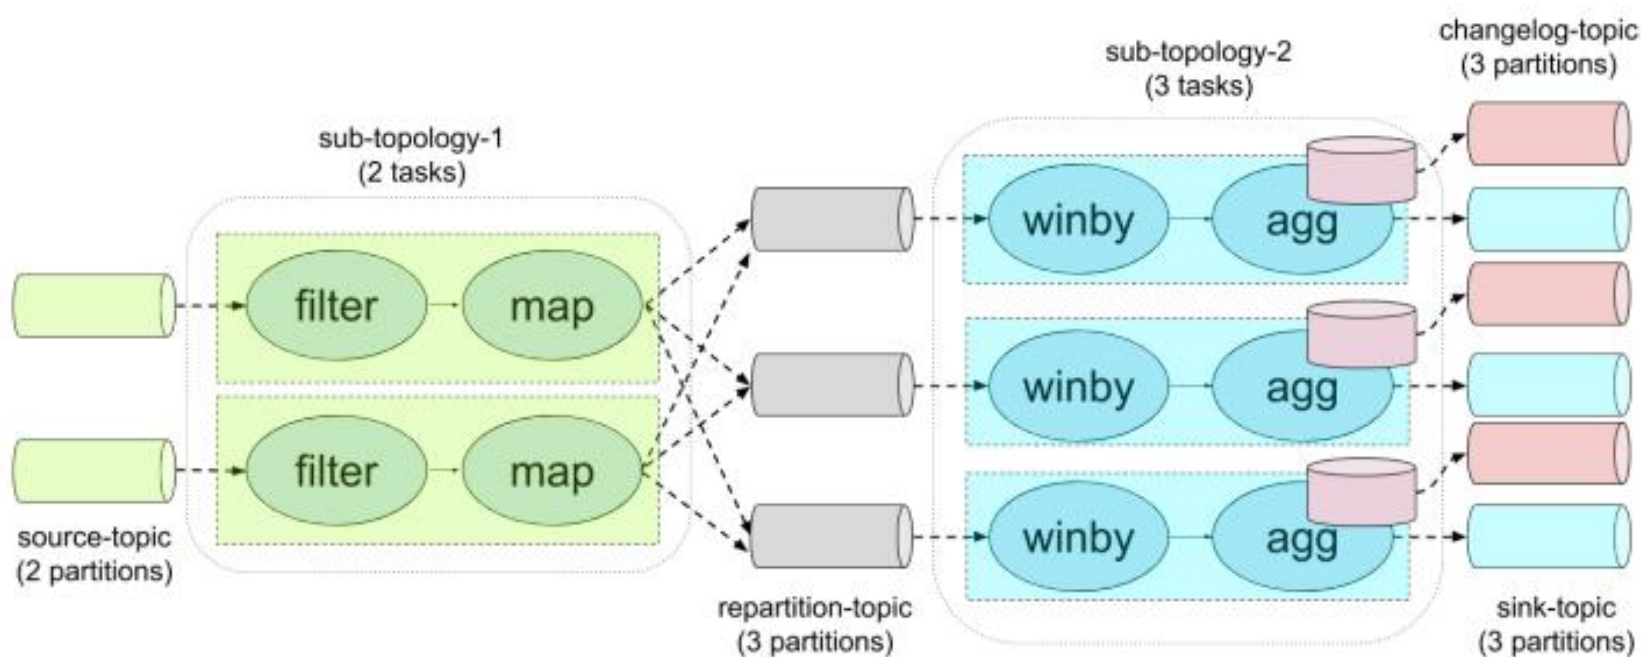 changelog-topic
(3 partitions)
sub-topology-2
(3 tasks)
sub-topology-1
(2 tasks)
winby
agg
filter
map
winby
agg
filter
map
winby
agg
source-topic
(2 partitions)
repartition-topic
(3 partitions)
sink-topic
(3 partitions)